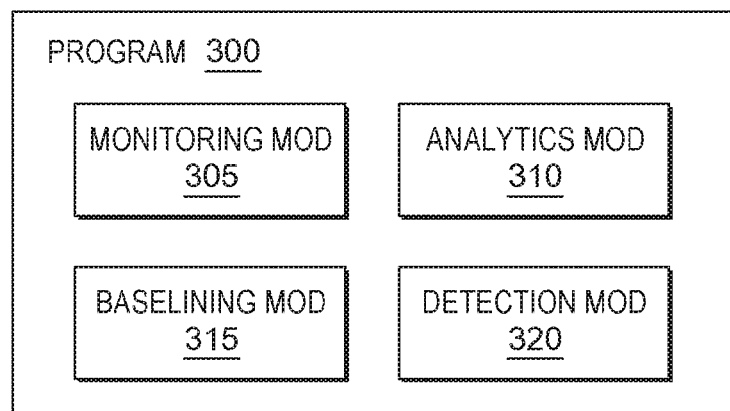 PROGRAM 300
MONITORING MOD
305
ANALYTICS MOD
310
BASELINING MOD
315
DETECTION MOD
320